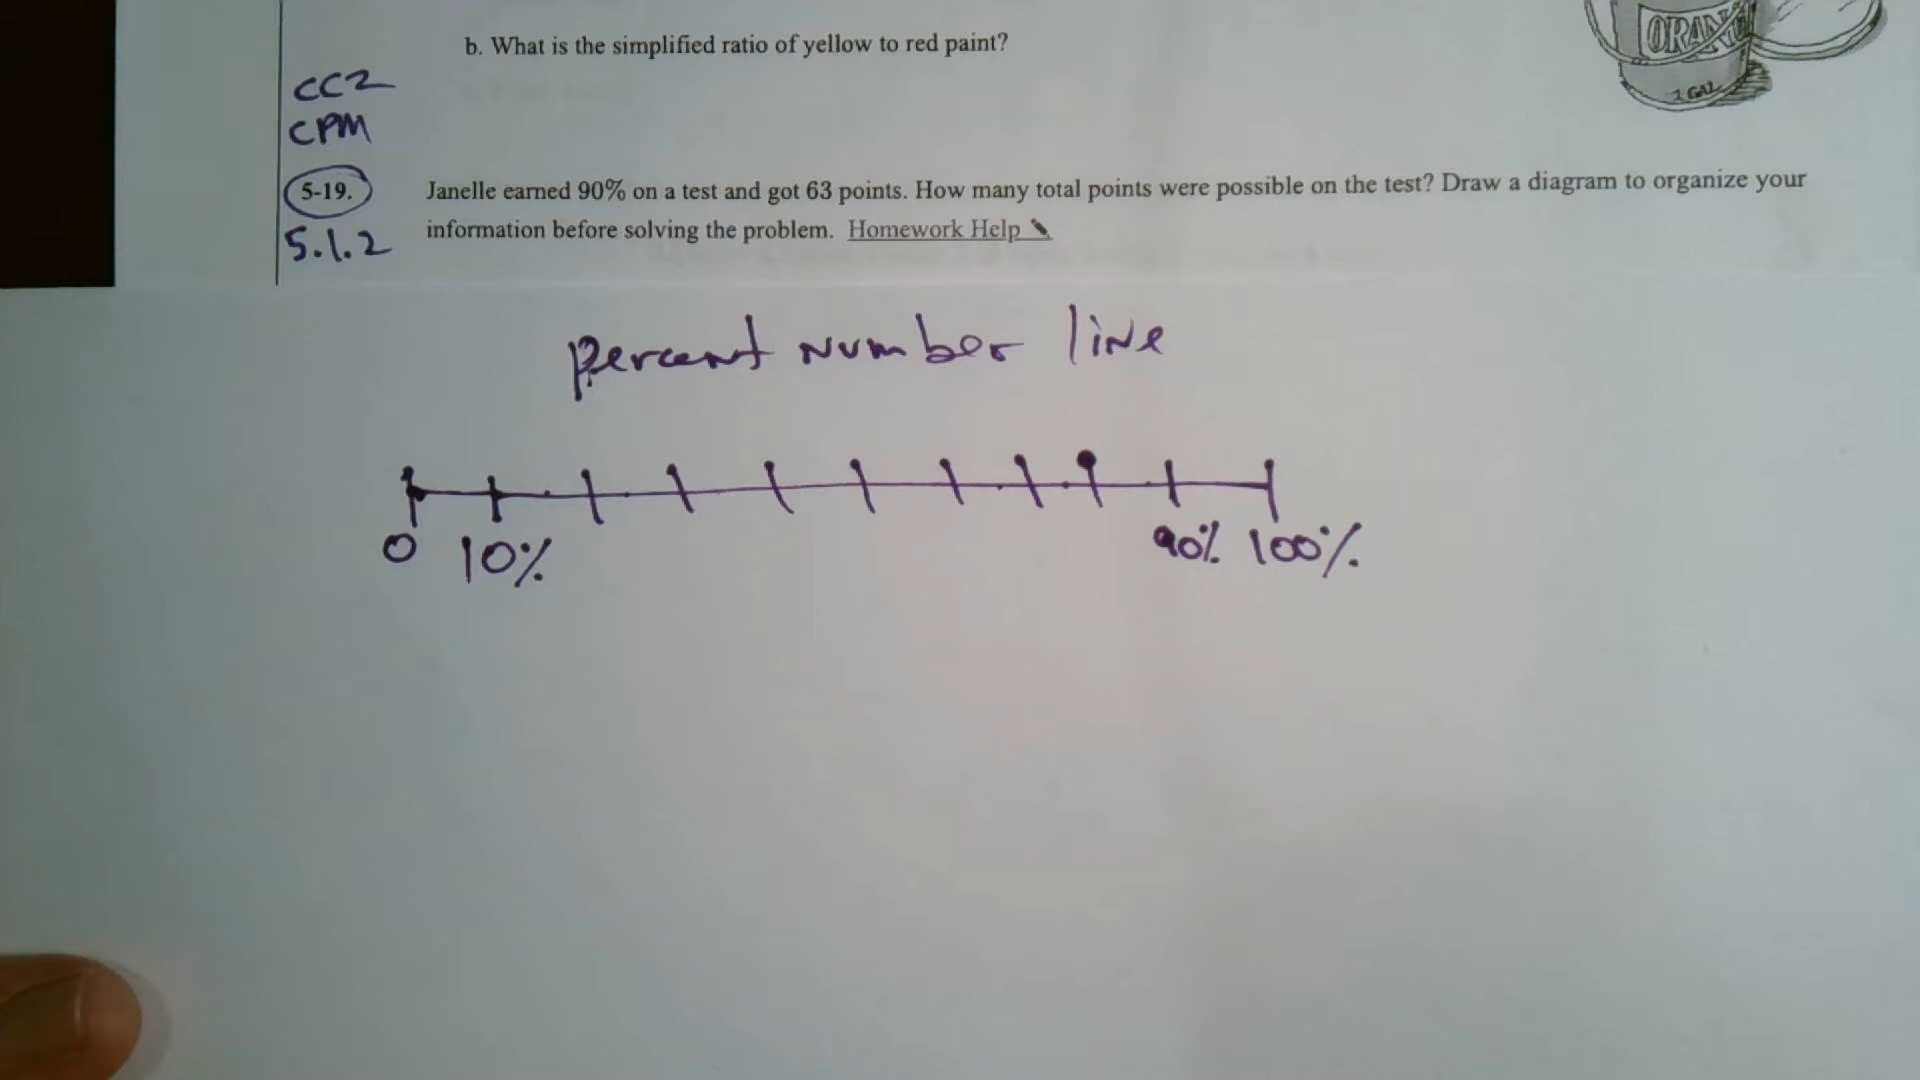 ORANG
1 GAL
b. What is the simplified ratio of yellow to red paint?
CC2
CPM
5-19. Janelle earned 90% on a test and got 63 points. How many total points were possible on the test? Draw a diagram to organize your
5.1.2 information before solving the problem. Homework Help
percent number line
0 10% 90% 100%